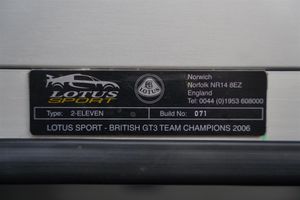 LOTUS
SPORT
LOTUS
Norwich
Norfolk NR14 8EZ
England
Tel: 0044 (0)1953 608000
Type: 2-ELEVEN
Build No: 071
LOTUS SPORT - BRITISH GT3 TEAM CHAMPIONS 2006